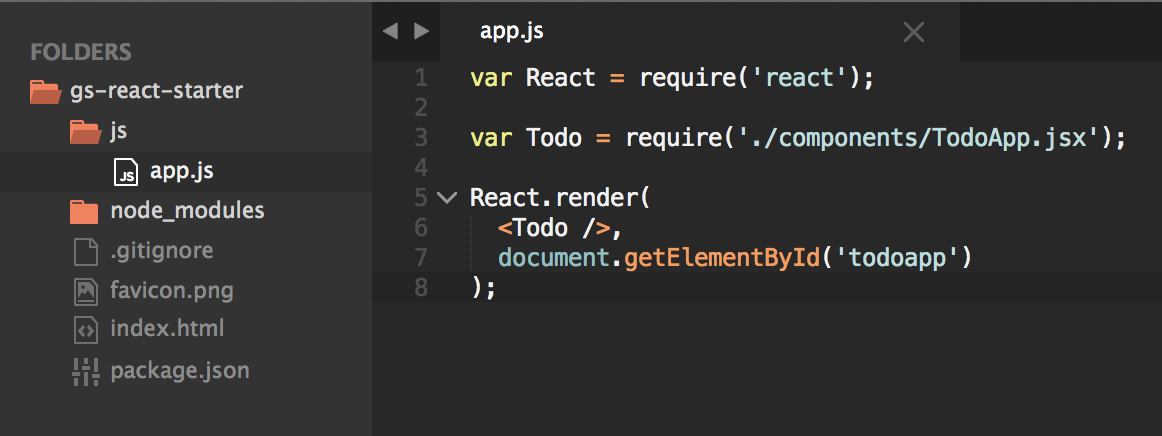 FOLDERS
gs-react-starter
js
app.js
node_modules
.gitignore
favicon.png
index.html
package.json
app.js
1 var React = require('react');
2
3 var Todo = require('./components/TodoApp.jsx');
4
5 React.render(
6   <Todo />,
7   document.getElementById('todoapp')
8 );